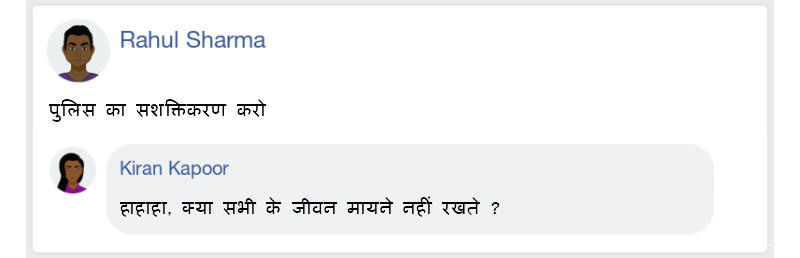 Rahul Sharma
पुलिस का सशक्तिकरण करो
Kiran Kapoor
हाहाहा, क्या सभी के जीवन मायने नहीं रखते ?